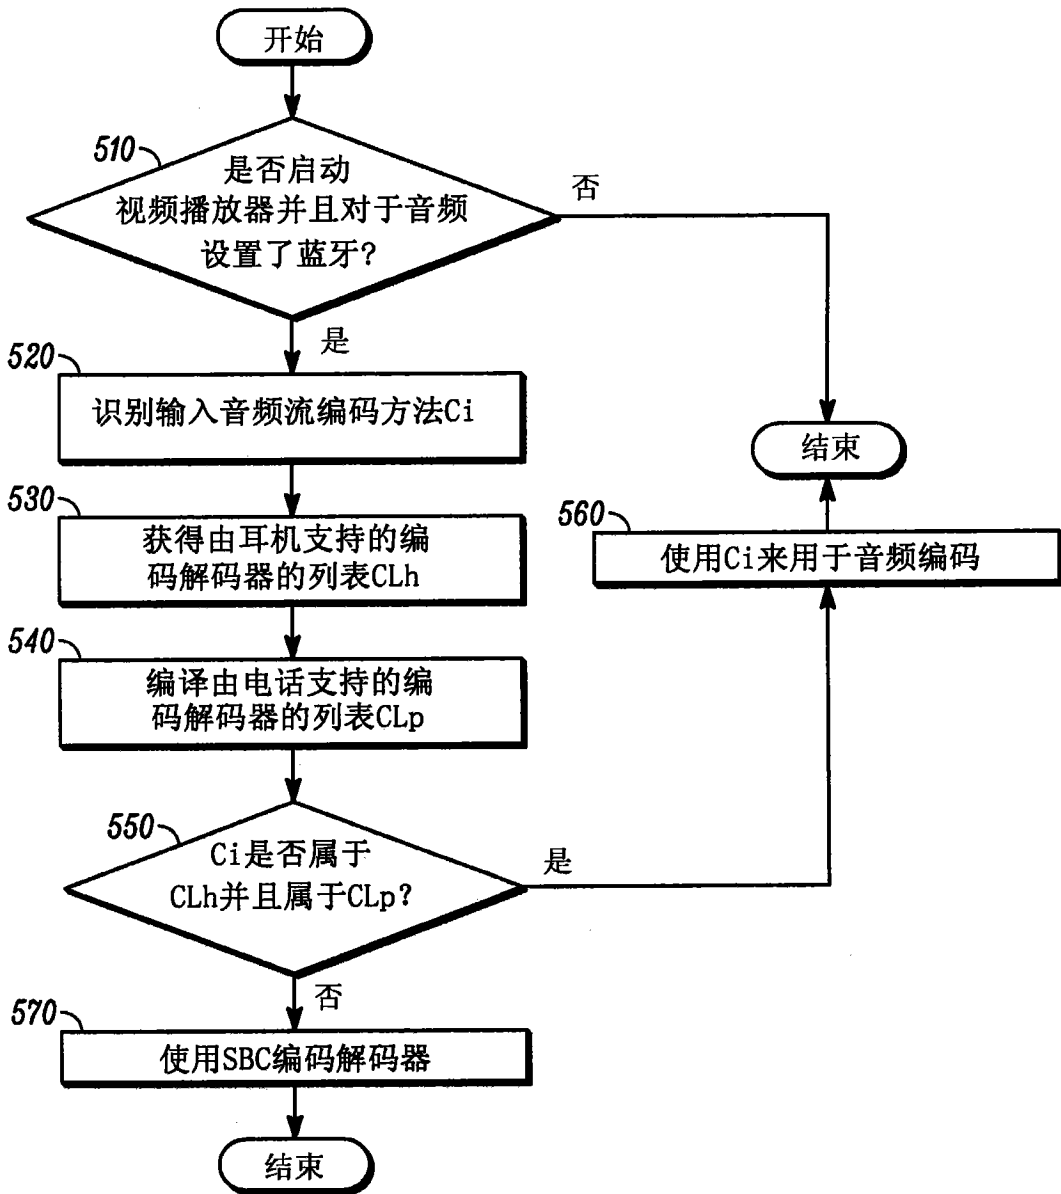 开始
510
是否启动
视频播放器并且对于音频
设置了蓝牙?
否
是
520
识别输入音频流编码方法Ci
结束
530
获得由耳机支持的编
码解码器的列表CLh
560
使用Ci来用于音频编码
540
编译由电话支持的编
码解码器的列表CLp
550
Ci是否属于
CLh并且属于CLp?
是
否
570
使用SBC编码解码器
结束